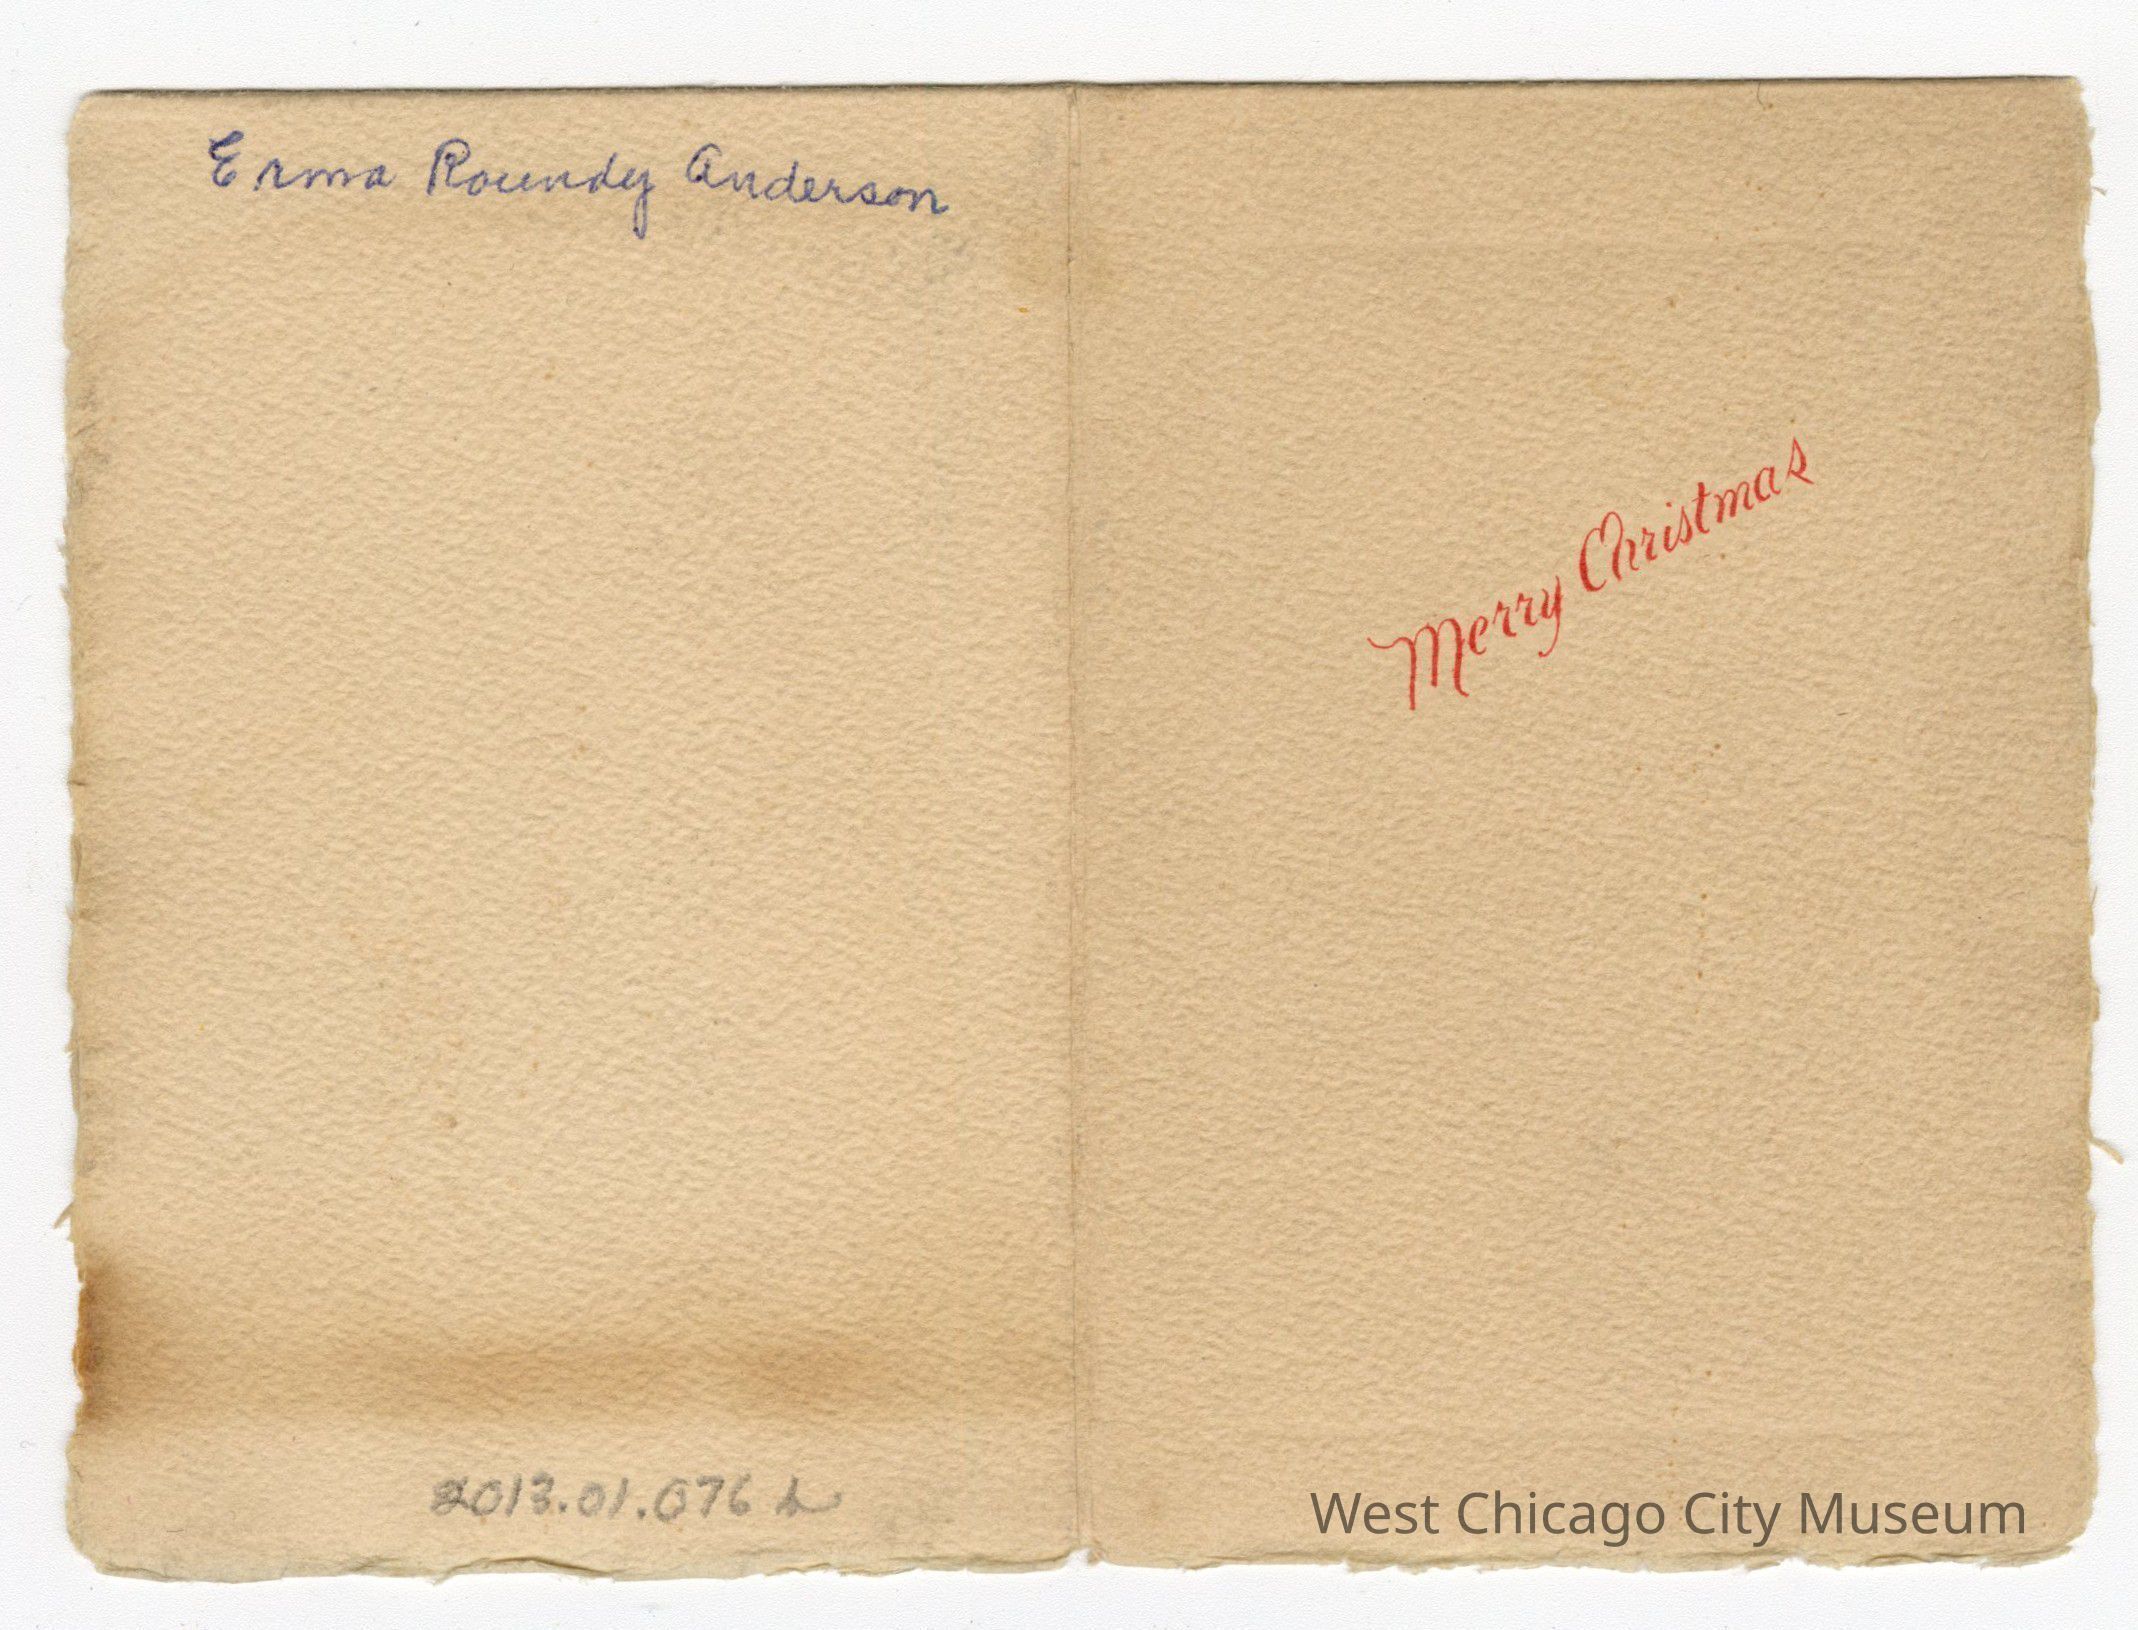 Erma Roundy Anderson
Merry Christmas
2013.01.076 b
West Chicago City Museum